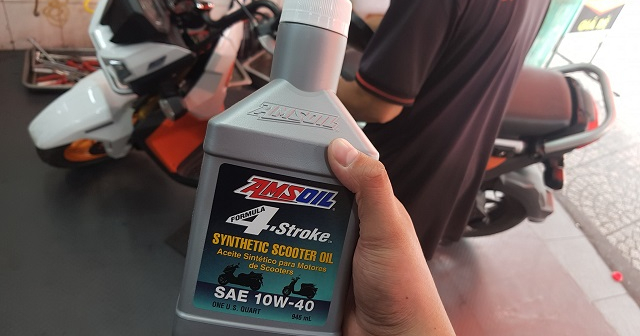 AMSOIL
AMSOIL
FORMULA
4-Stroke™
SYNTHETIC SCOOTER OIL
Aceite Sintético para Motores
de Scooters
SAE 10W-40
ONE U.S. QUART 946 mL